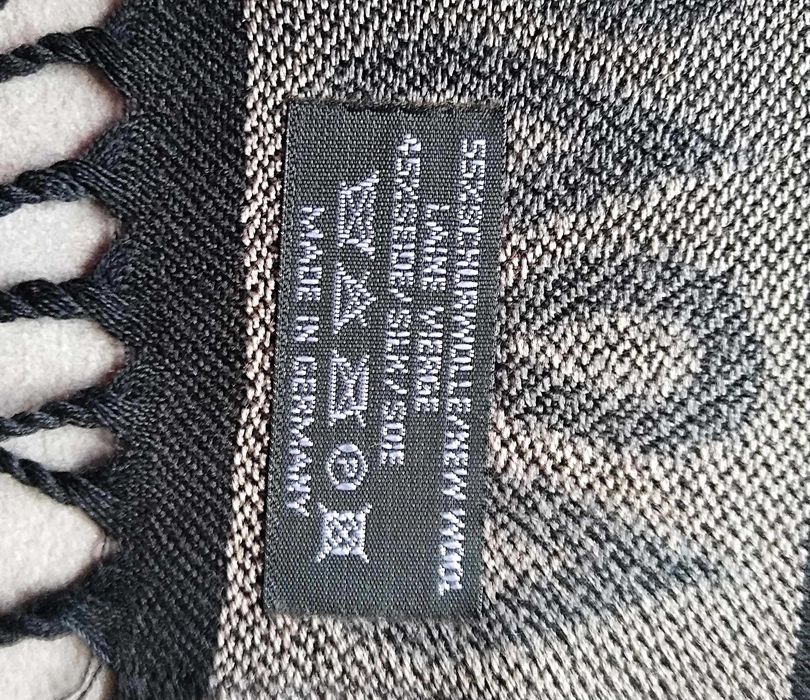 55%SCHURWOLLE/NEW WOOL
LAINE VIERGE
45%SEIDE/SILK/SOIE
P
MADE IN GERMANY